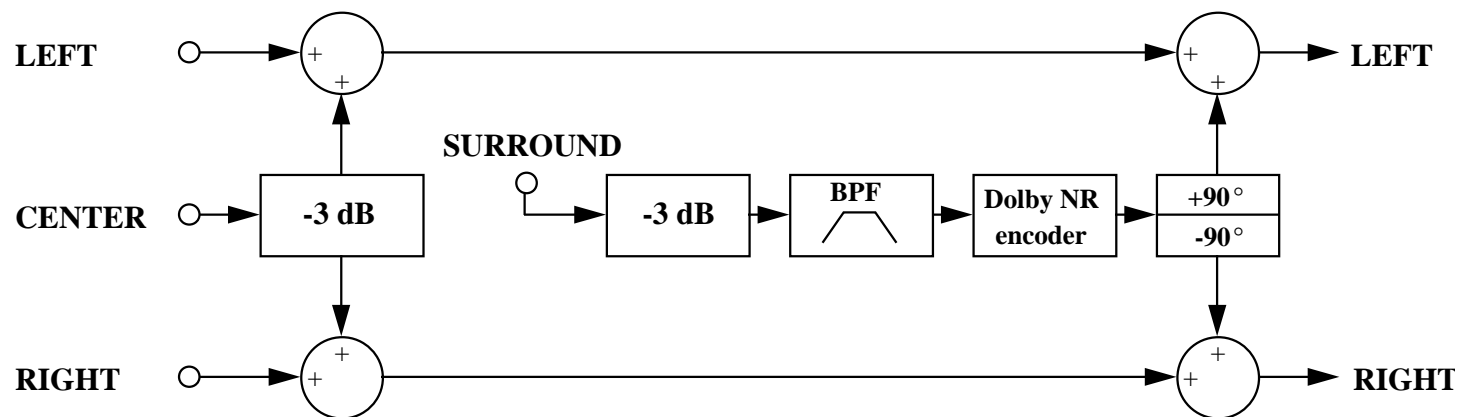 LEFT
+
+
+
+
LEFT
SURROUND
CENTER
-3 dB
-3 dB
BPF
Dolby NR
encoder
+90°
-90°
RIGHT
+
+
+
+
RIGHT